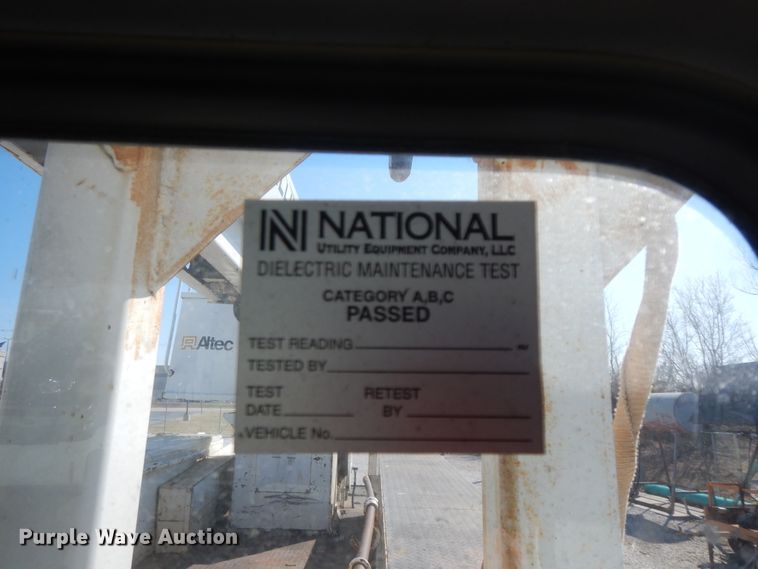 N NATIONAL
UTILITY EQUIPMENT COMPANY, LLC
DIELECTRIC MAINTENANCE TEST
CATEGORY A,B,C
PASSED
TEST READING
TESTED BY
TEST RETEST
DATE BY
VEHICLE No.
Altec
Purple Wave Auction